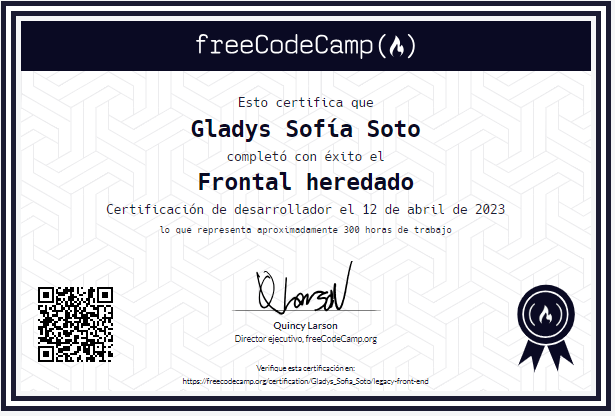 freeCodeCamp(🔥)
Esto certifica que
Gladys Sofía Soto
completó con éxito el
Frontal heredado
Certificación de desarrollador el 12 de abril de 2023
lo que representa aproximadamente 300 horas de trabajo
Quincy Larson
Director ejecutivo, freeCodeCamp.org
Verifique esta certificación en:
https://freecodecamp.org/certification/Gladys_Sofia_Soto/legacy-front-end